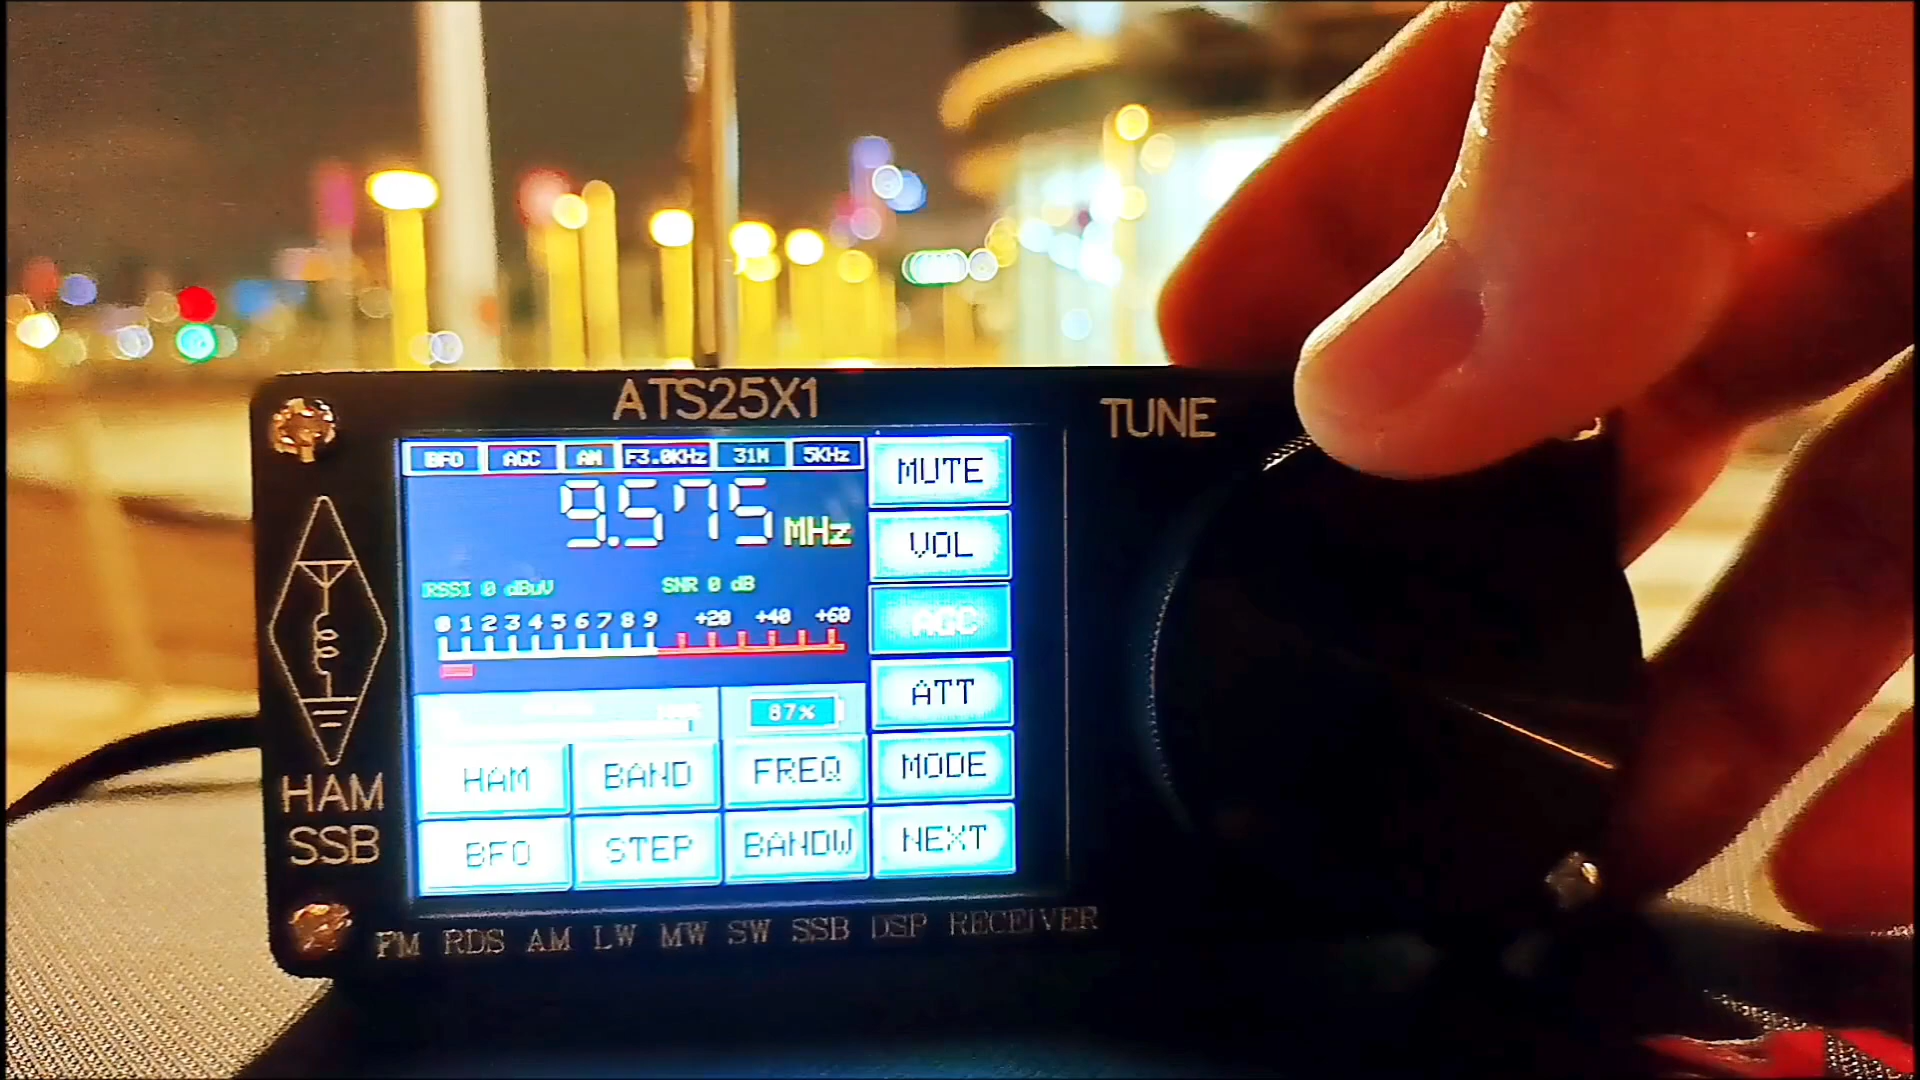 ATS25X1
TUNE
BFO AGC AM F3.0KHz 31M 5KHz
9.575 MHz
RSSI 0 dBuV SNR 0 dB
0 1 2 3 4 5 6 7 8 9 +20 +40 +60
87%
MUTE
VOL
AGC
ATT
MODE
NEXT
HAM BAND FREQ
BFO STEP BANDW
HAM
SSB
FM RDS AM LW MW SW SSB DSP RECEIVER